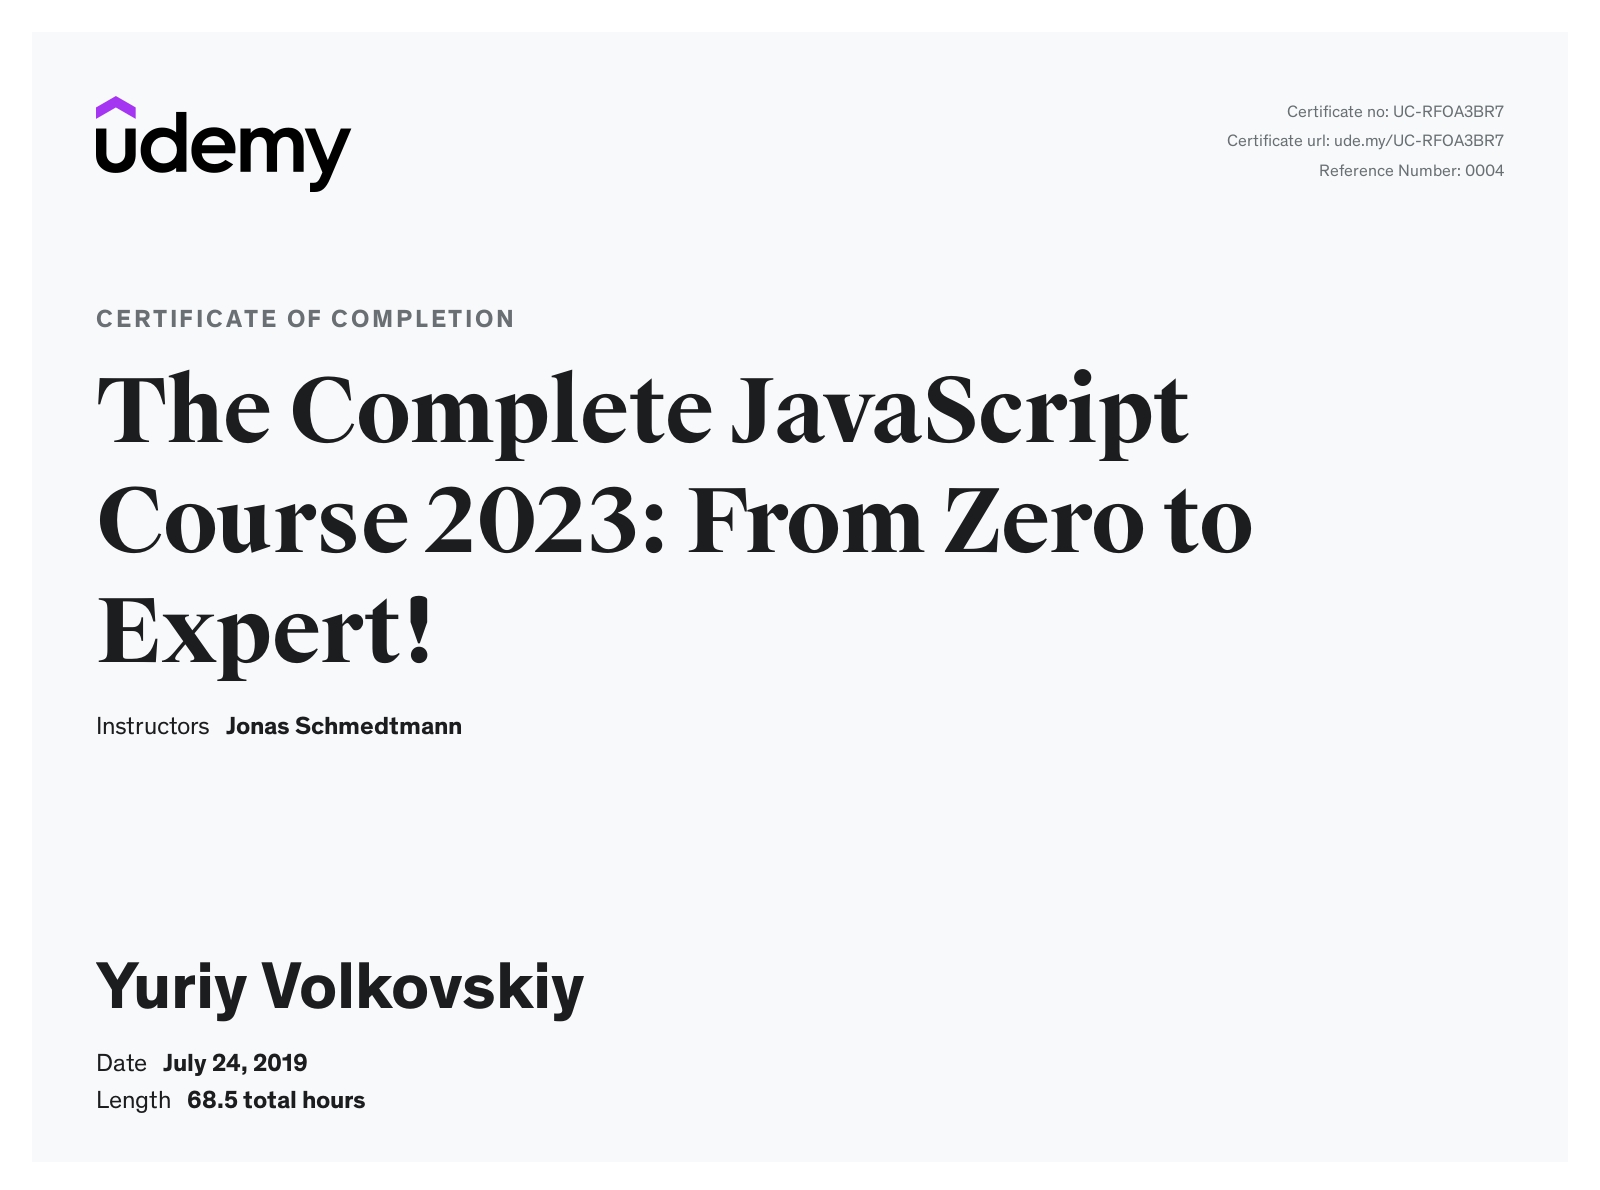 udemy
Certificate no: UC-RFOA3BR7
Certificate url: ude.my/UC-RFOA3BR7
Reference Number: 0004
CERTIFICATE OF COMPLETION
The Complete JavaScript
Course 2023: From Zero to
Expert!
Instructors Jonas Schmedtmann
Yuriy Volkovskiy
Date July 24, 2019
Length 68.5 total hours